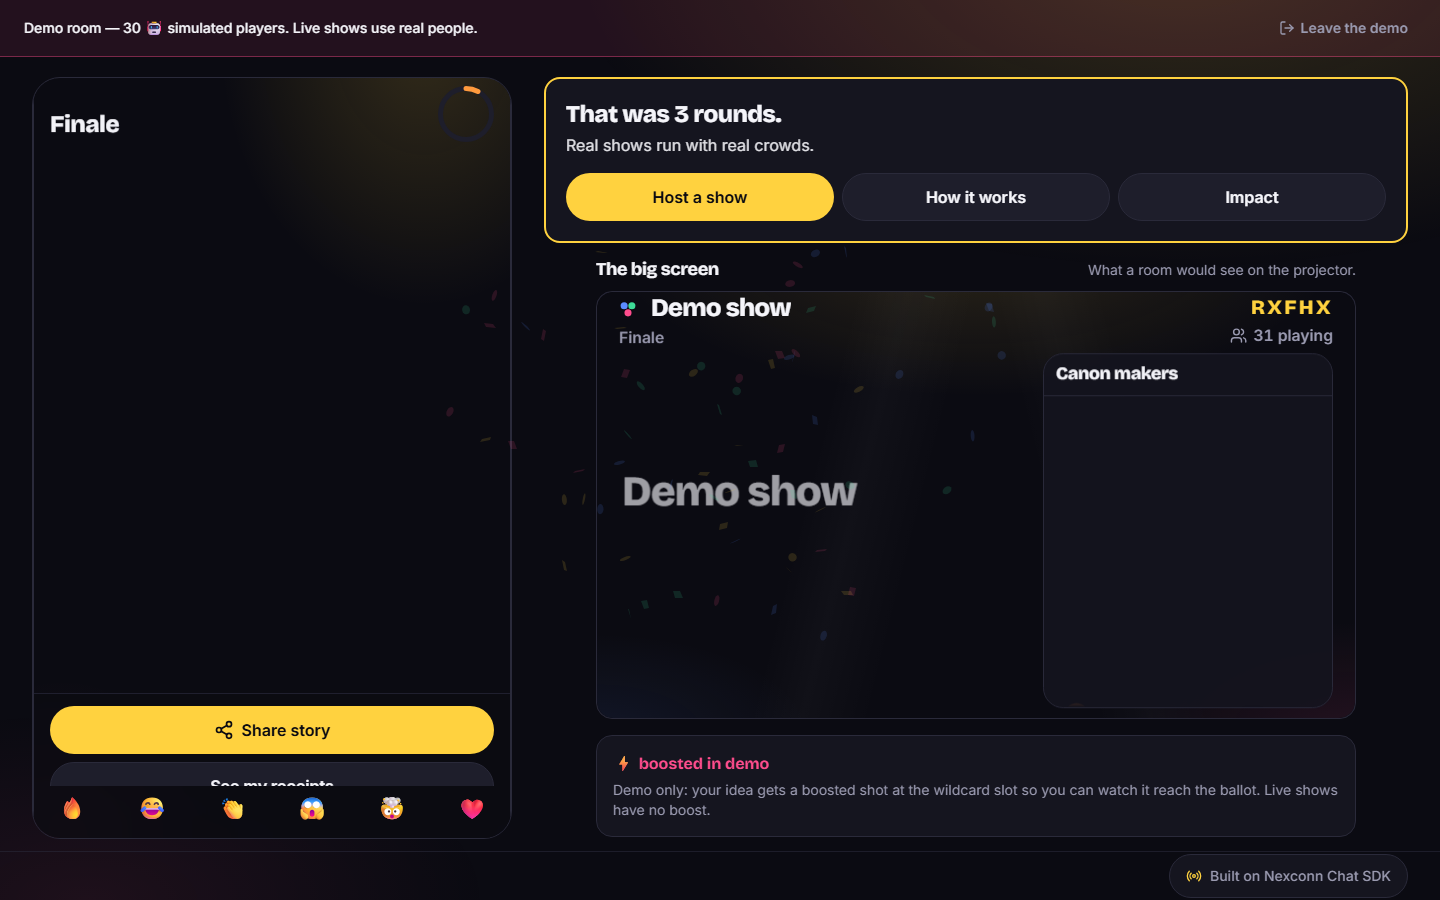 Demo room — 30 🤖 simulated players. Live shows use real people.
Leave the demo
Finale
That was 3 rounds.
Real shows run with real crowds.
Host a show
How it works
Impact
The big screen
What a room would see on the projector.
Demo show
RXFHX
Finale
31 playing
Canon makers
Demo show
Share story
See my receipts
boosted in demo
Demo only: your idea gets a boosted shot at the wildcard slot so you can watch it reach the ballot. Live shows
have no boost.
Built on Nexconn Chat SDK